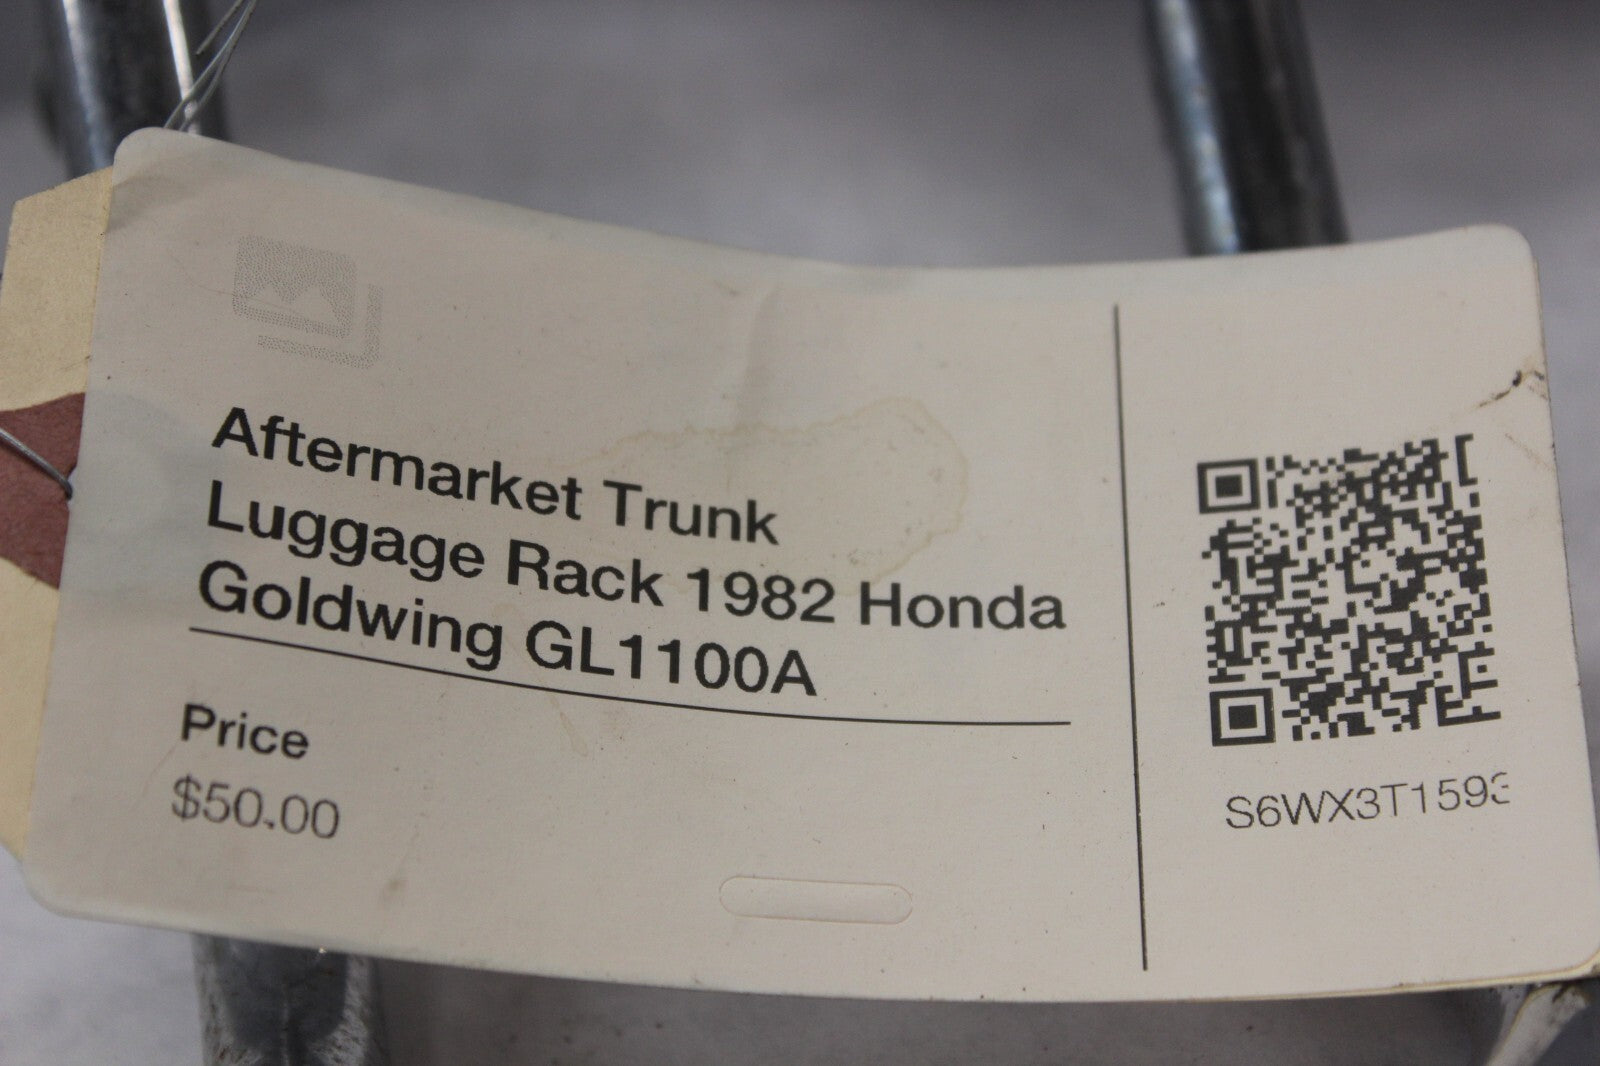 Aftermarket Trunk
Luggage Rack 1982 Honda
Goldwing GL1100A
Price
$50.00
S6WX3T1593